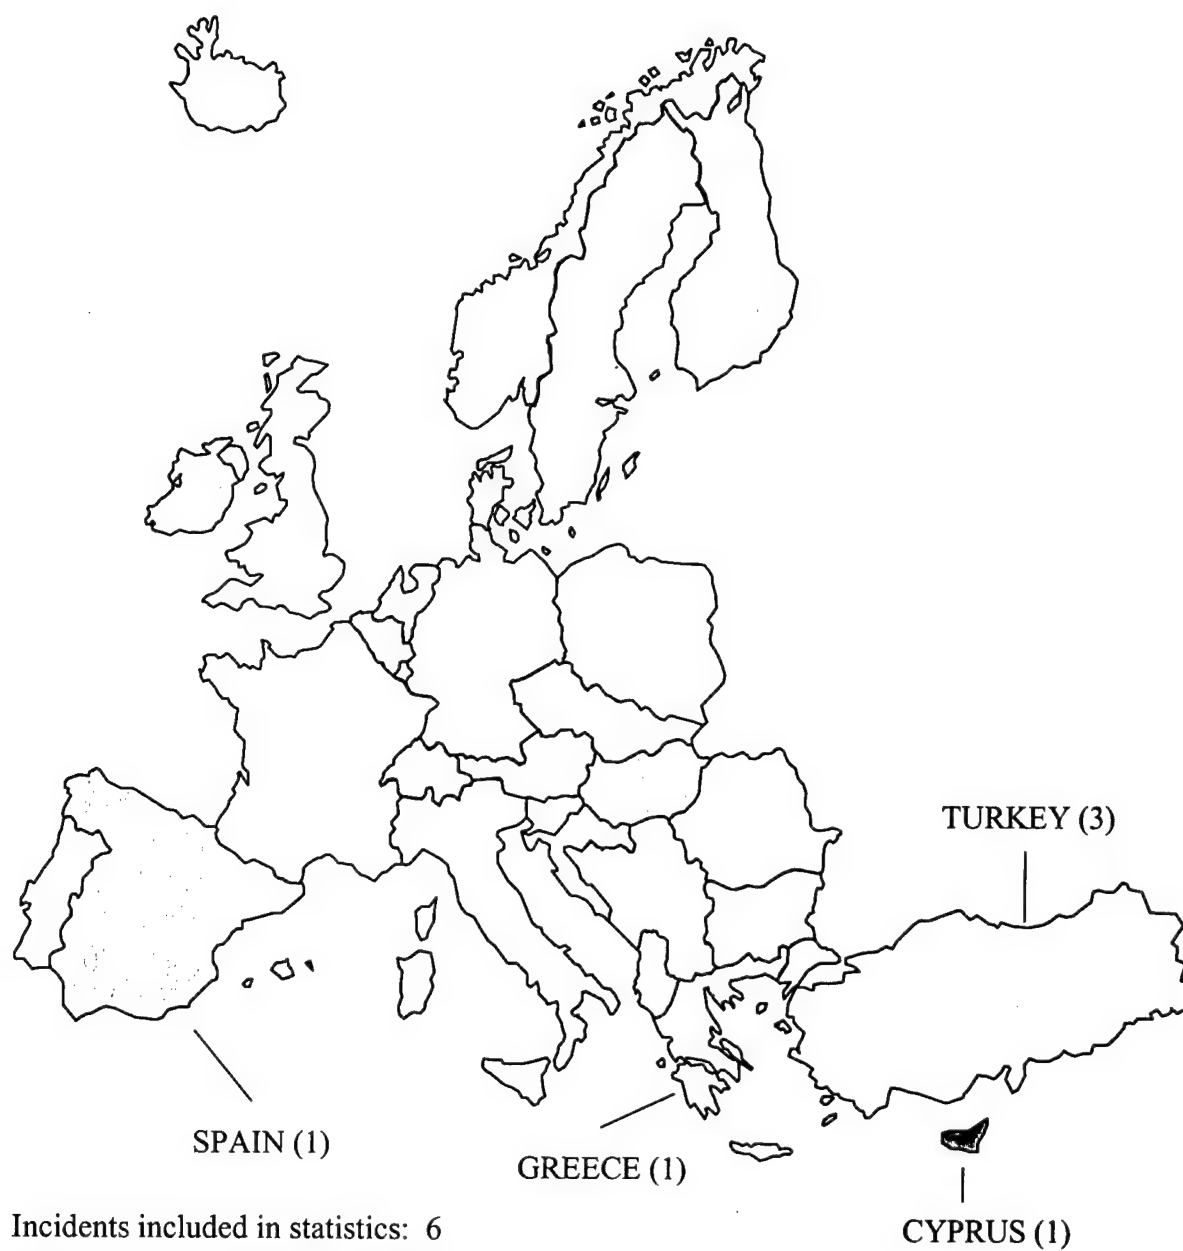 TURKEY (3)
SPAIN (1)
GREECE (1)
CYPRUS (1)
Incidents included in statistics: 6